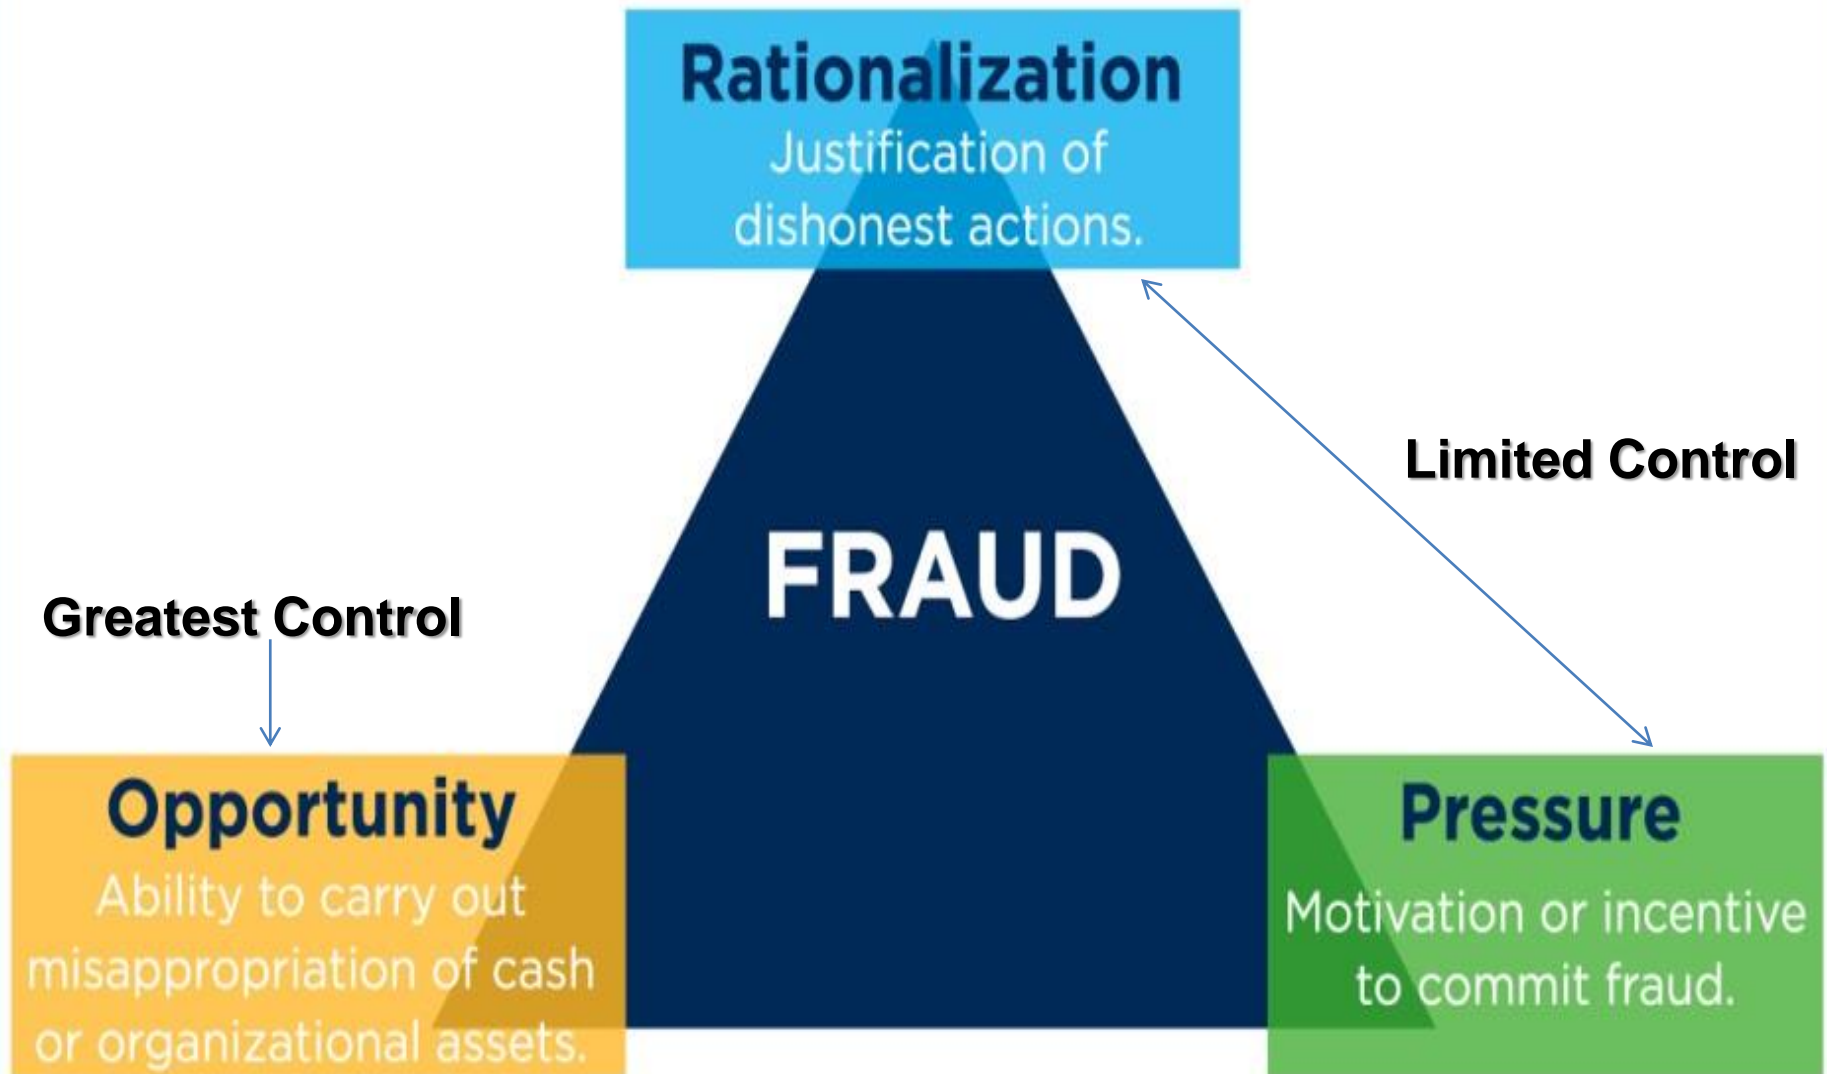 Rationalization
Justification of
dishonest actions.
Limited Control
FRAUD
Greatest Control
Opportunity
Ability to carry out
misappropriation of cash
or organizational assets.
Pressure
Motivation or incentive
to commit fraud.